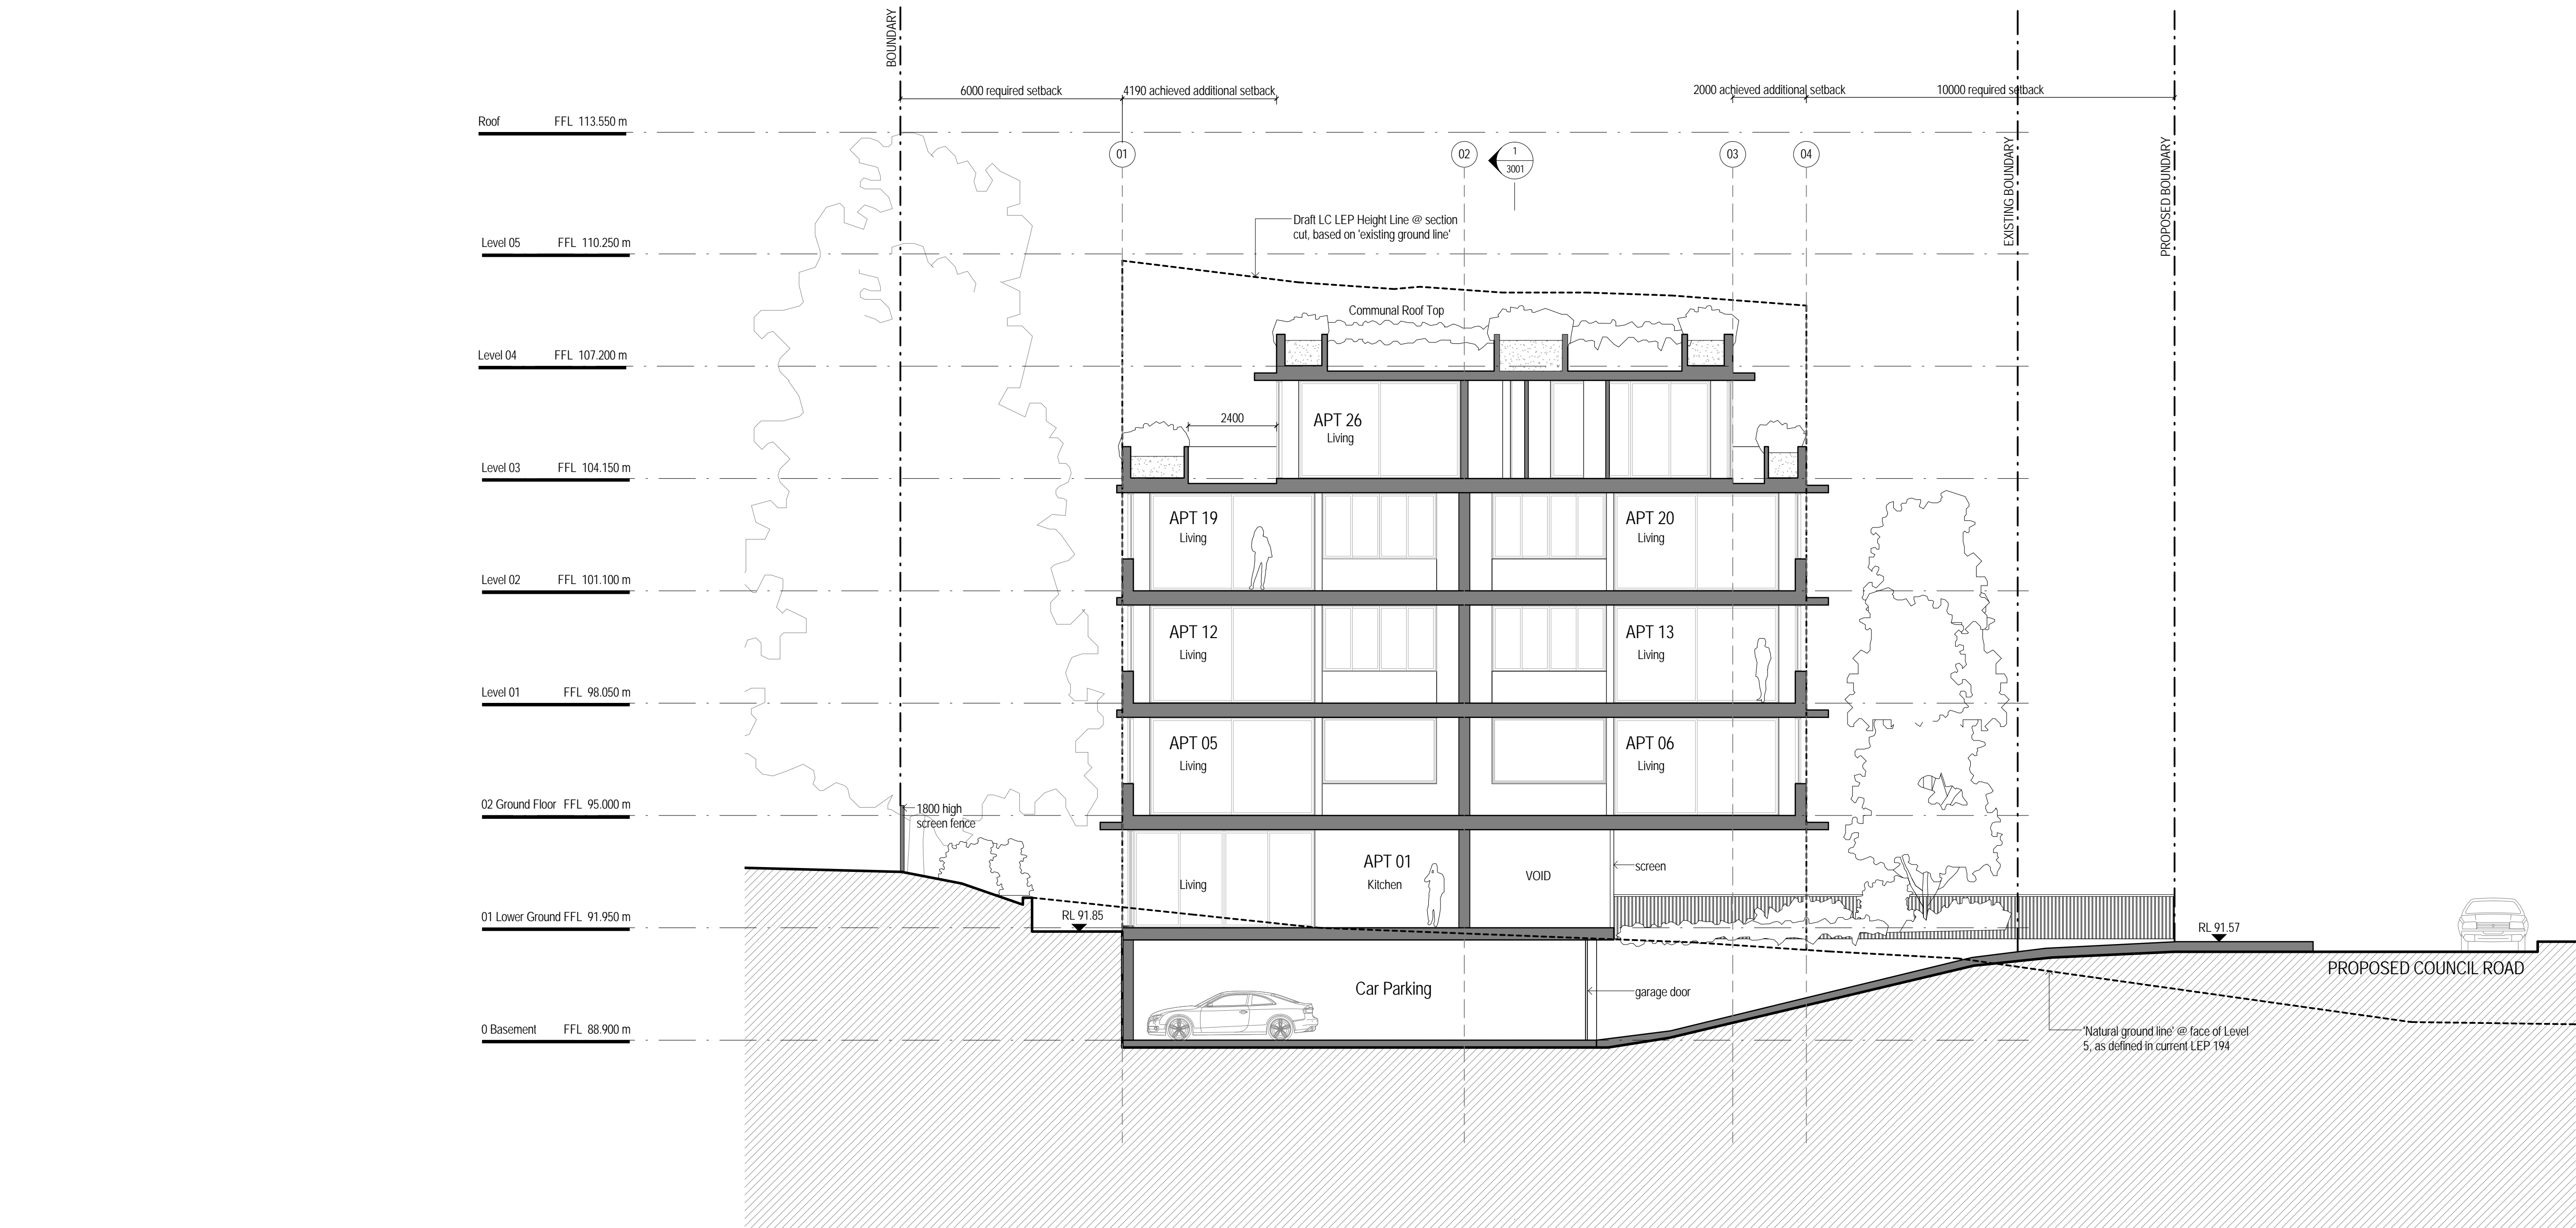 BOUNDARY
6000 required setback
4190 achieved additional setback
2000 achieved additional setback
10000 required setback
Roof FFL 113.550 m
EXISTING BOUNDARY
PROPOSED BOUNDARY
01
02
1
3001
03
04
Draft LC LEP Height Line @ section
cut, based on 'existing ground line'
Level 05 FFL 110.250 m
Communal Roof Top
Level 04 FFL 107.200 m
2400
APT 26
Living
Level 03 FFL 104.150 m
APT 19
Living
APT 20
Living
Level 02 FFL 101.100 m
APT 12
Living
APT 13
Living
Level 01 FFL 98.050 m
APT 05
Living
APT 06
Living
02 Ground Floor FFL 95.000 m
1800 high
screen fence
APT 01
Kitchen
Living
VOID
screen
01 Lower Ground FFL 91.950 m
RL 91.85
RL 91.57
PROPOSED COUNCIL ROAD
Car Parking
garage door
0 Basement FFL 88.900 m
'Natural ground line' @ face of Level
5, as defined in current LEP 194